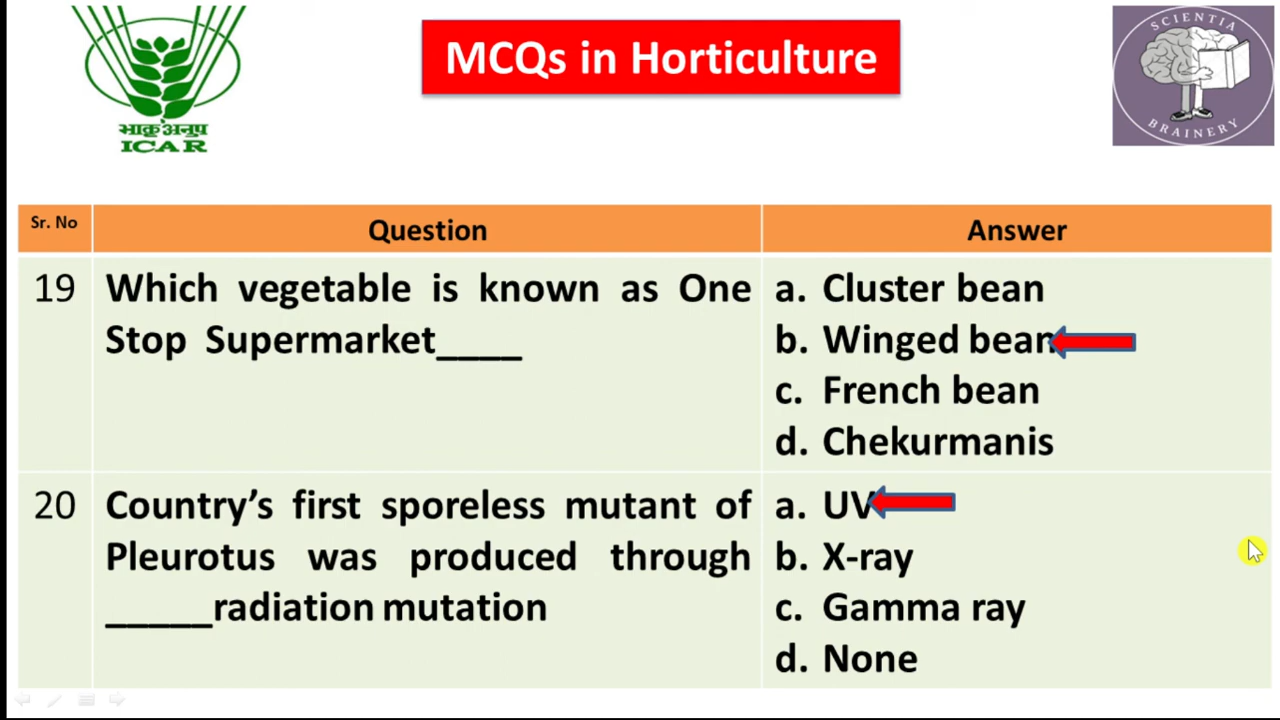 MCQs in Horticulture
भाकृअनुप
ICAR
SCIENTIA
BRAINERY
Sr. No Question Answer
19 Which vegetable is known as One
Stop Supermarket____
a. Cluster bean
b. Winged bean
c. French bean
d. Chekurmanis
20 Country’s first sporeless mutant of
Pleurotus was produced through
_____radiation mutation
a. UV
b. X-ray
c. Gamma ray
d. None